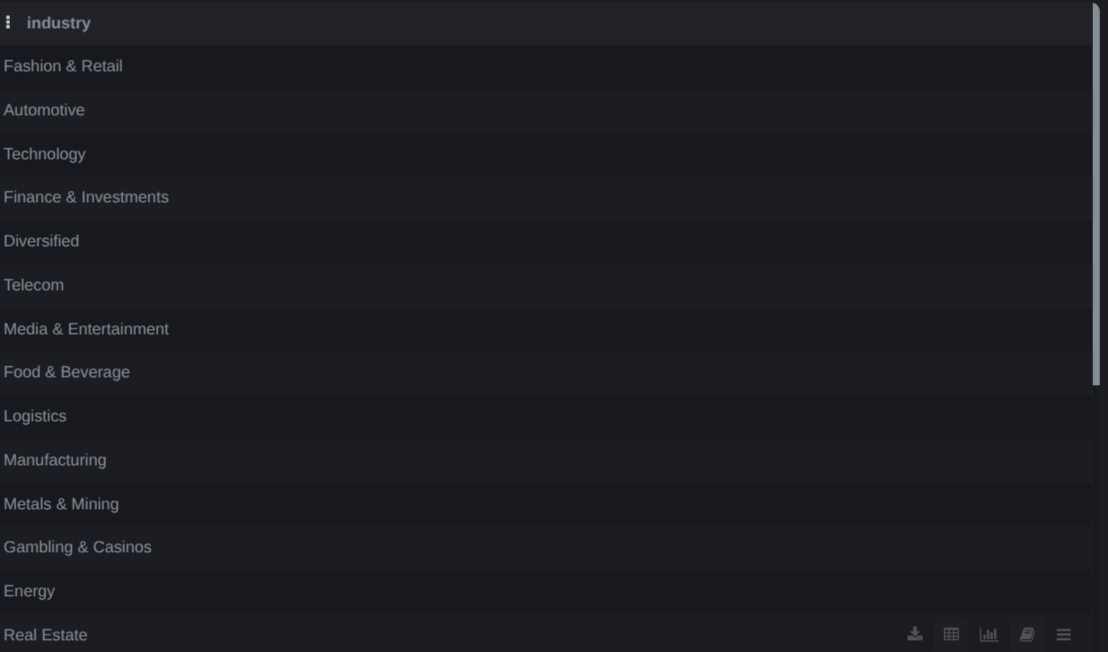 industry
Fashion & Retail
Automotive
Technology
Finance & Investments
Diversified
Telecom
Media & Entertainment
Food & Beverage
Logistics
Manufacturing
Metals & Mining
Gambling & Casinos
Energy
Real Estate